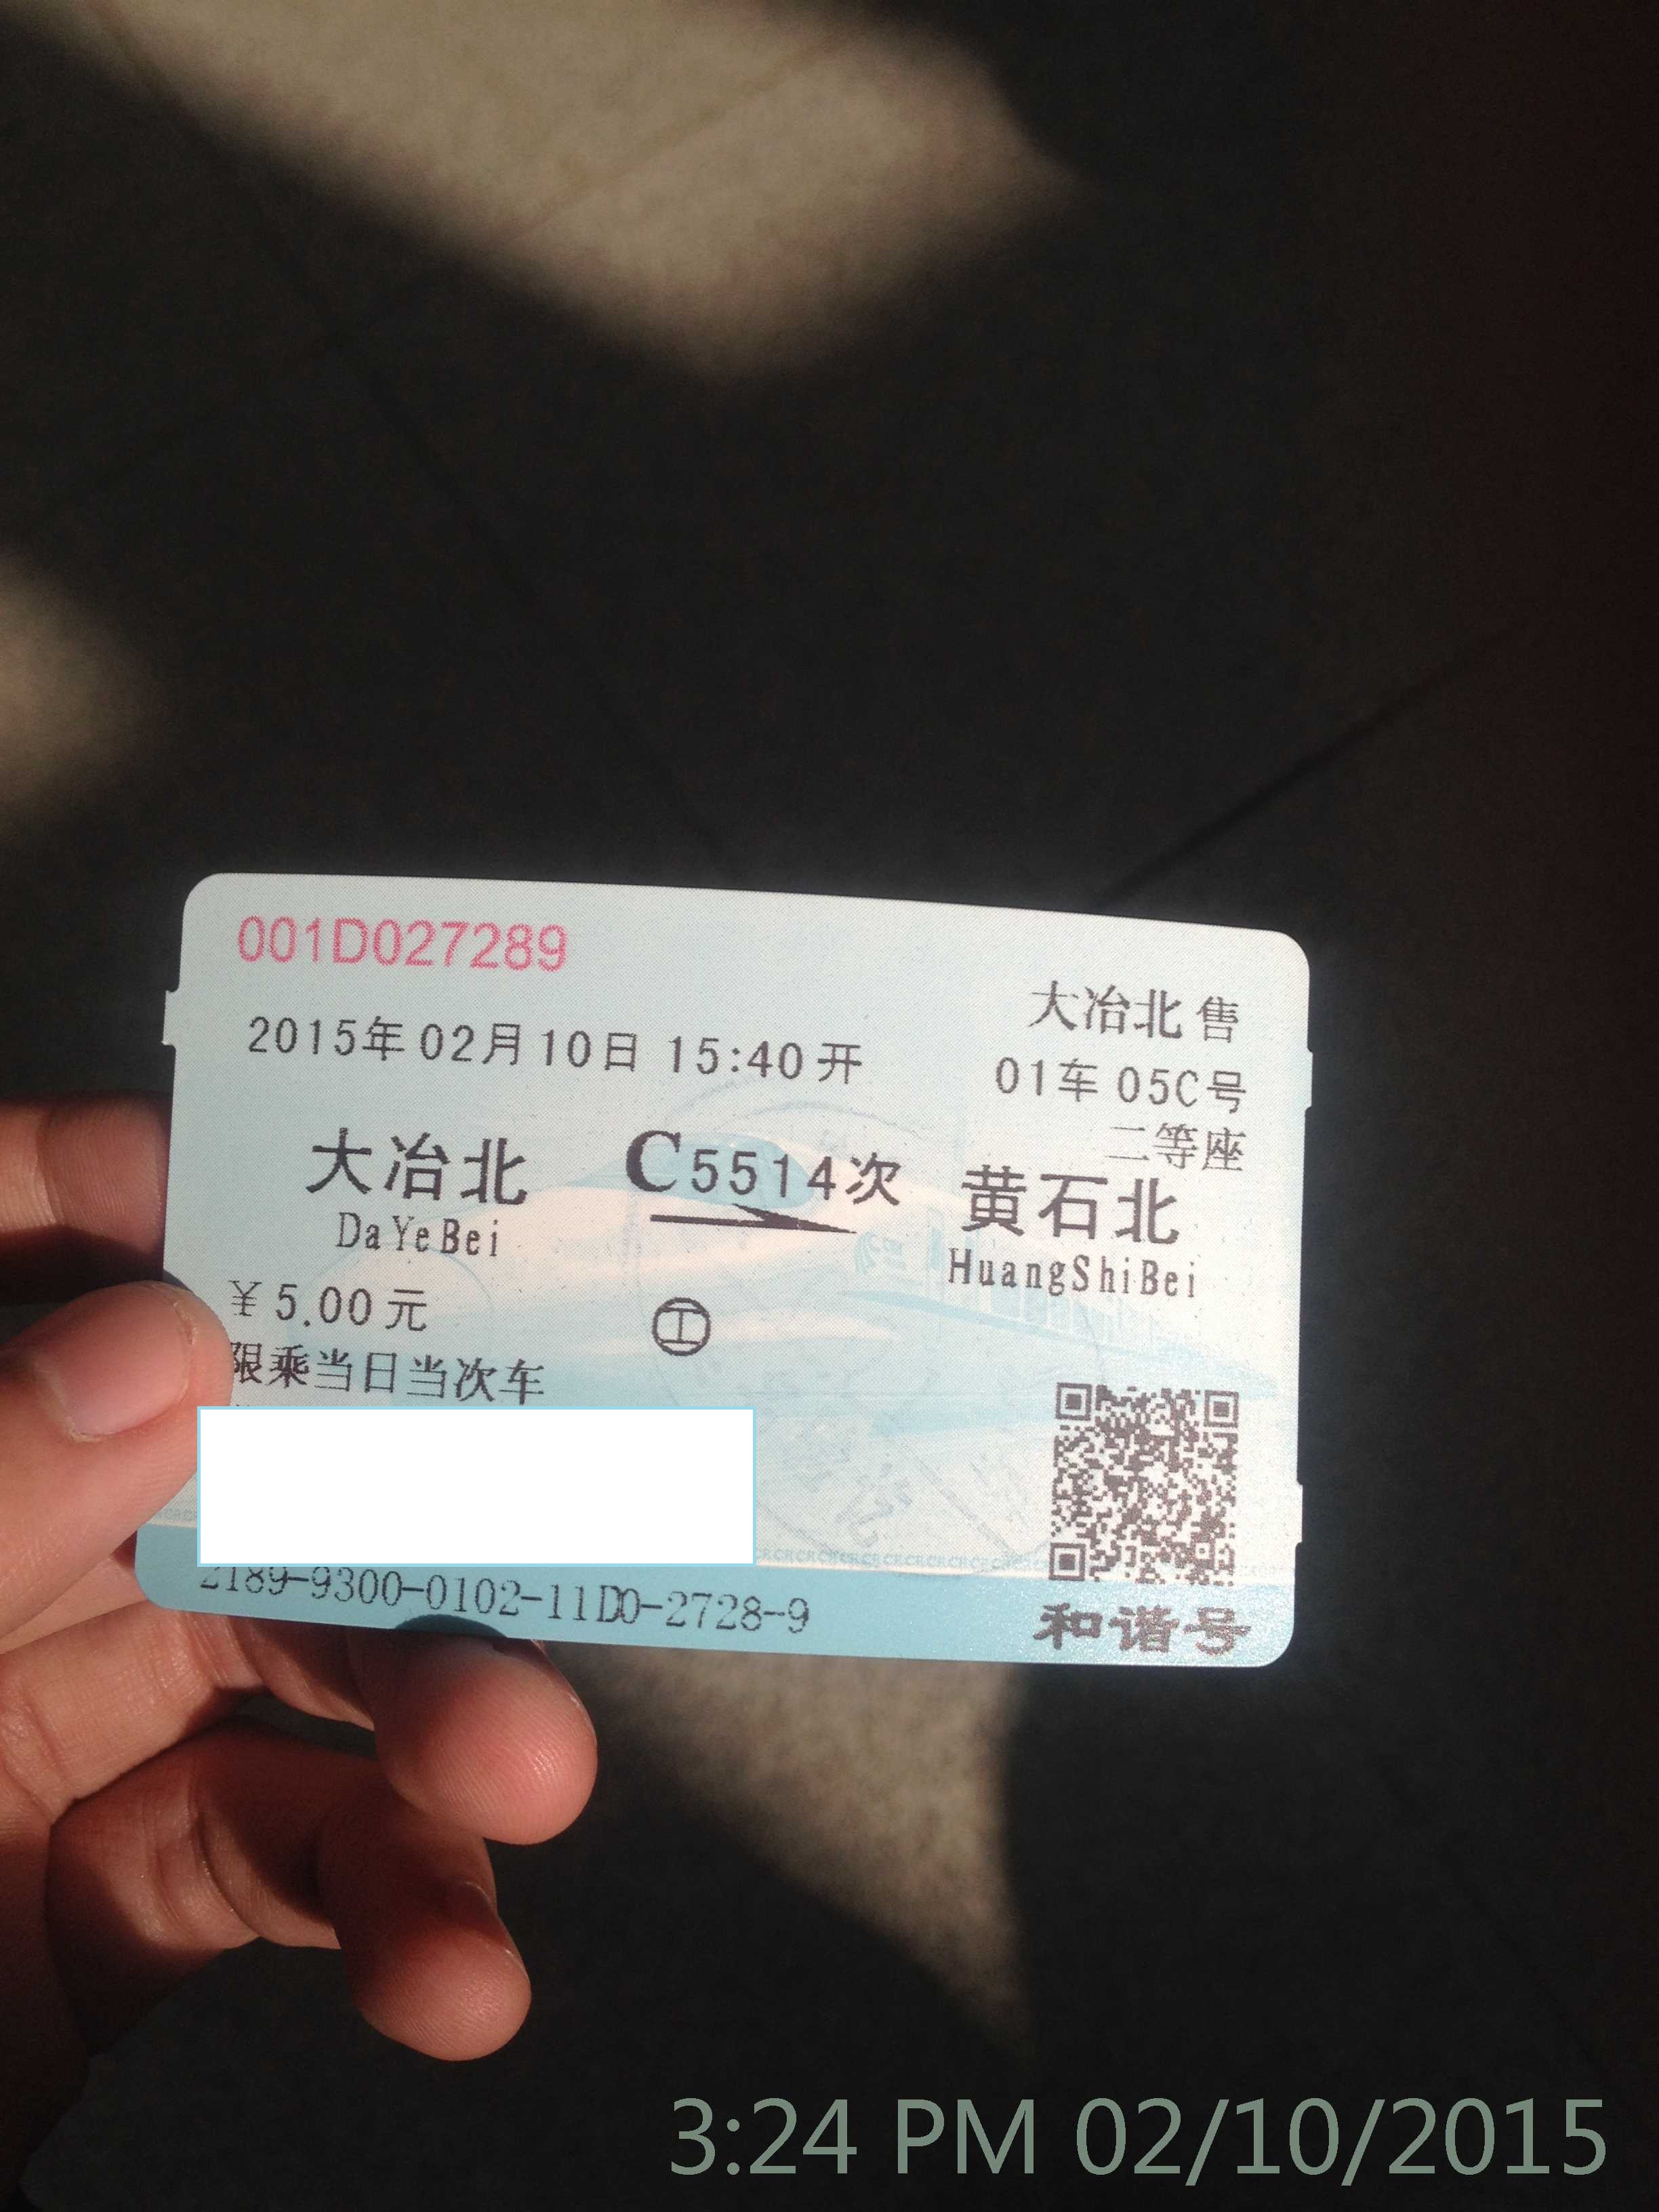 001D027289
大冶北 售
2015年02月10日 15:40开
01车 05C号
二等座
大冶北 C5514次 黄石北
DaYeBei HuangShiBei
¥5.00元
工
限乘当日当次车
2189-9300-0102-11D0-2728-9
和谐号
3:24 PM 02/10/2015